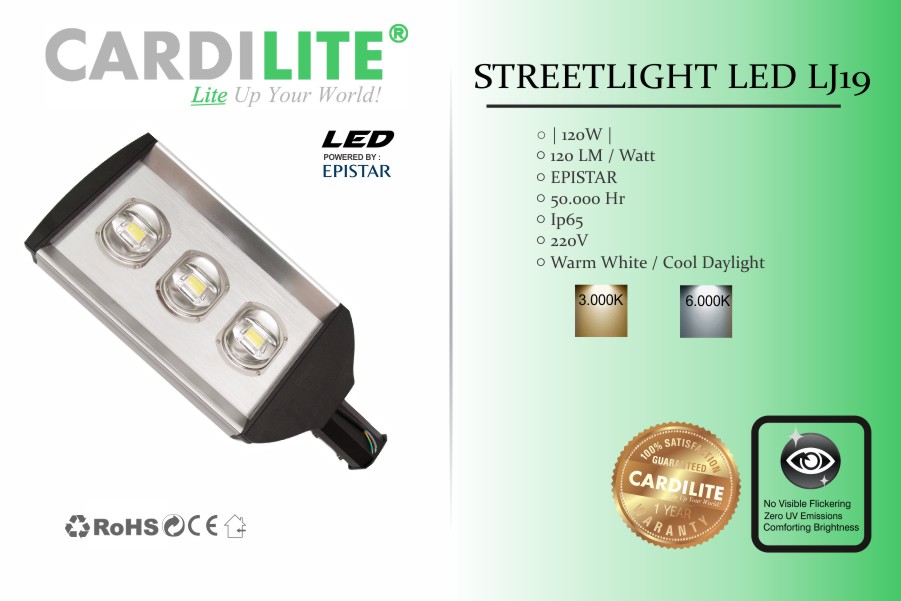 CARDILITE®
Lite Up Your World!
LED
POWERED BY :
EPISTAR
RoHS CE
STREETLIGHT LED LJ19
| 120W |
120 LM / Watt
EPISTAR
50.000 Hr
Ip65
220V
Warm White / Cool Daylight
3.000K
6.000K
100% SATISFACTION
GUARANTEED
CARDILITE
Lite Up Your World!
1 YEAR
WARANTY
No Visible Flickering
Zero UV Emissions
Comforting Brightness